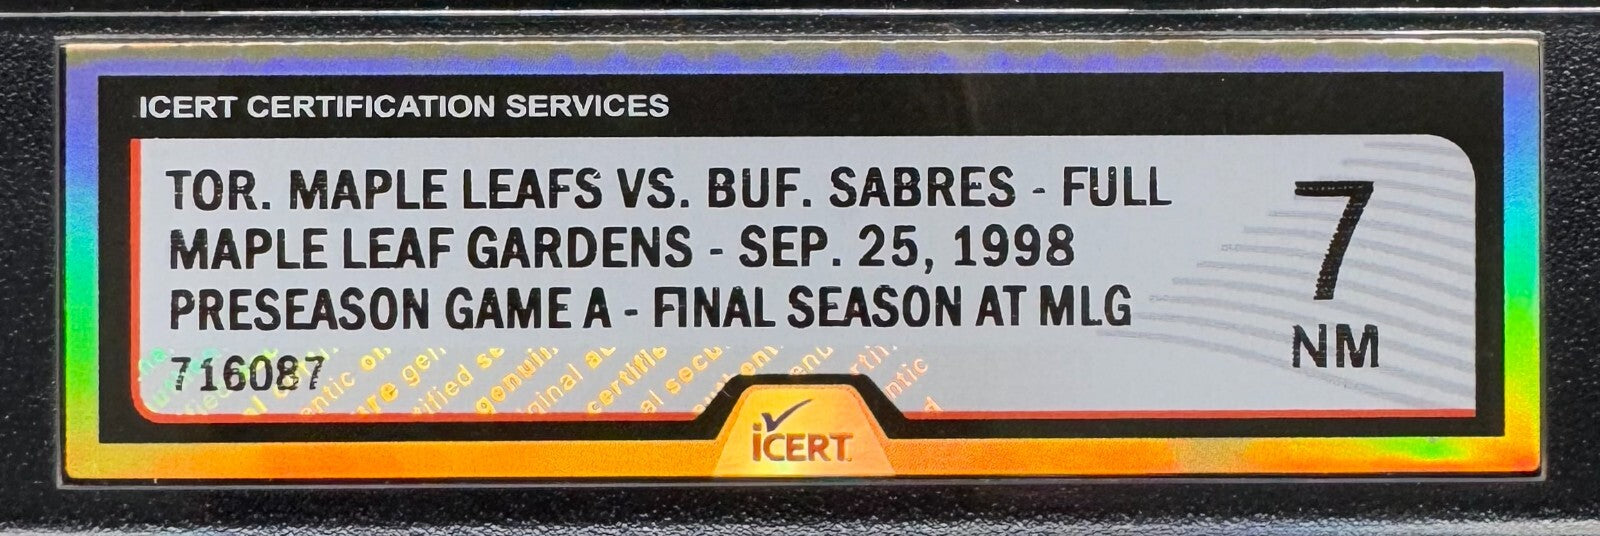 ICERT CERTIFICATION SERVICES
TOR. MAPLE LEAFS VS. BUF. SABRES - FULL
MAPLE LEAF GARDENS - SEP. 25, 1998
PRESEASON GAME A - FINAL SEASON AT MLG
716087
7
NM
iCERT